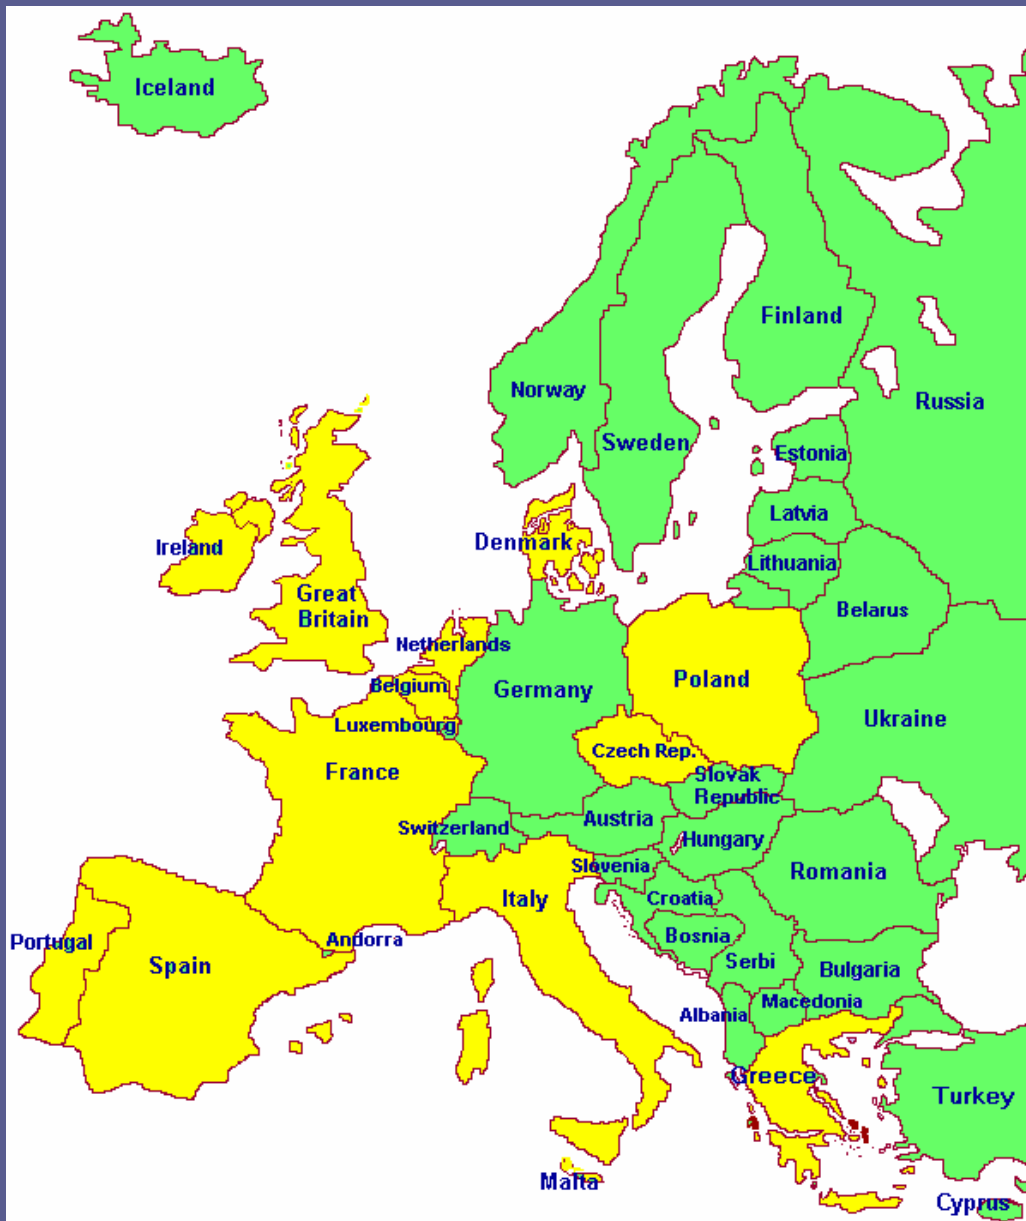 Iceland
Finland
Norway
Russia
Sweden
Estonia
Latvia
Ireland
Denmark
Lithuania
Great
Britain
Belarus
Netherlands
Belgium
Germany
Poland
Luxembourg
Ukraine
Czech Rep.
France
Slovak
Republic
Switzerland
Austria
Hungary
Slovenia
Romania
Italy
Croatia
Portugal
Andorra
Bosnia
Spain
Serbi
Bulgaria
Macedonia
Albania
Greece
Turkey
Malta
Cyprus